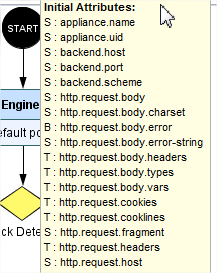 START
Engine
efault po
ck Dete
Initial Attributes:
S : appliance.name
S : appliance.uid
S : backend.host
S : backend.port
S : backend.scheme
S : http.request.body
S : http.request.body.charset
B : http.request.body.error
S : http.request.body.error-string
T : http.request.body.headers
T : http.request.body.types
T : http.request.body.vars
T : http.request.cookies
T : http.request.cooklines
S : http.request.fragment
T : http.request.headers
S : http.request.host